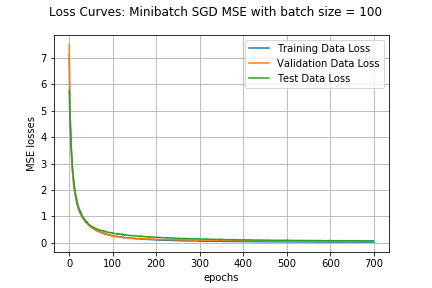 Loss Curves: Minibatch SGD MSE with batch size = 100
Training Data Loss
Validation Data Loss
Test Data Loss
MSE losses
7
6
5
4
3
2
1
0
0 100 200 300 400 500 600 700
epochs